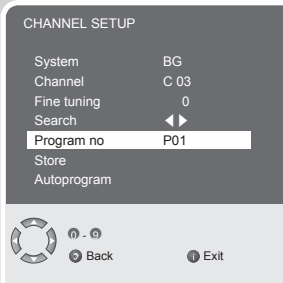 CHANNEL SETUP
System BG
Channel C 03
Fine tuning 0
Search
Program no P01
Store
Autoprogram
0 - 9
Back i Exit